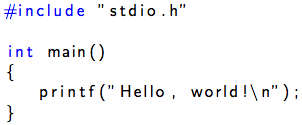 #include "stdio.h"
int main()
{
printf("Hello, world!\n");
}